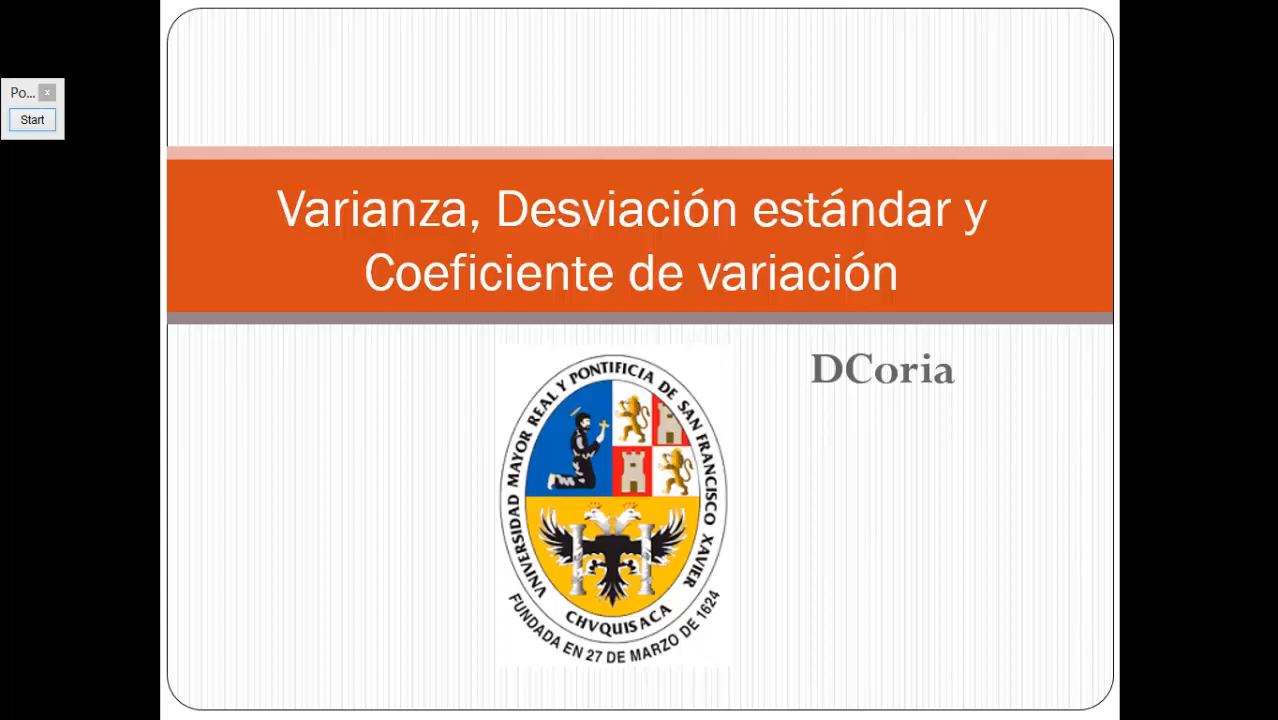 Po... x
Start
Varianza, Desviación estándar y
Coeficiente de variación
DCoria
VNIVERSIDAD MAYOR REAL Y PONTIFICIA DE SAN FRANCISCO XAVIER
CHVQUISACA
FUNDADA EN 27 DE MARZO DE 1624